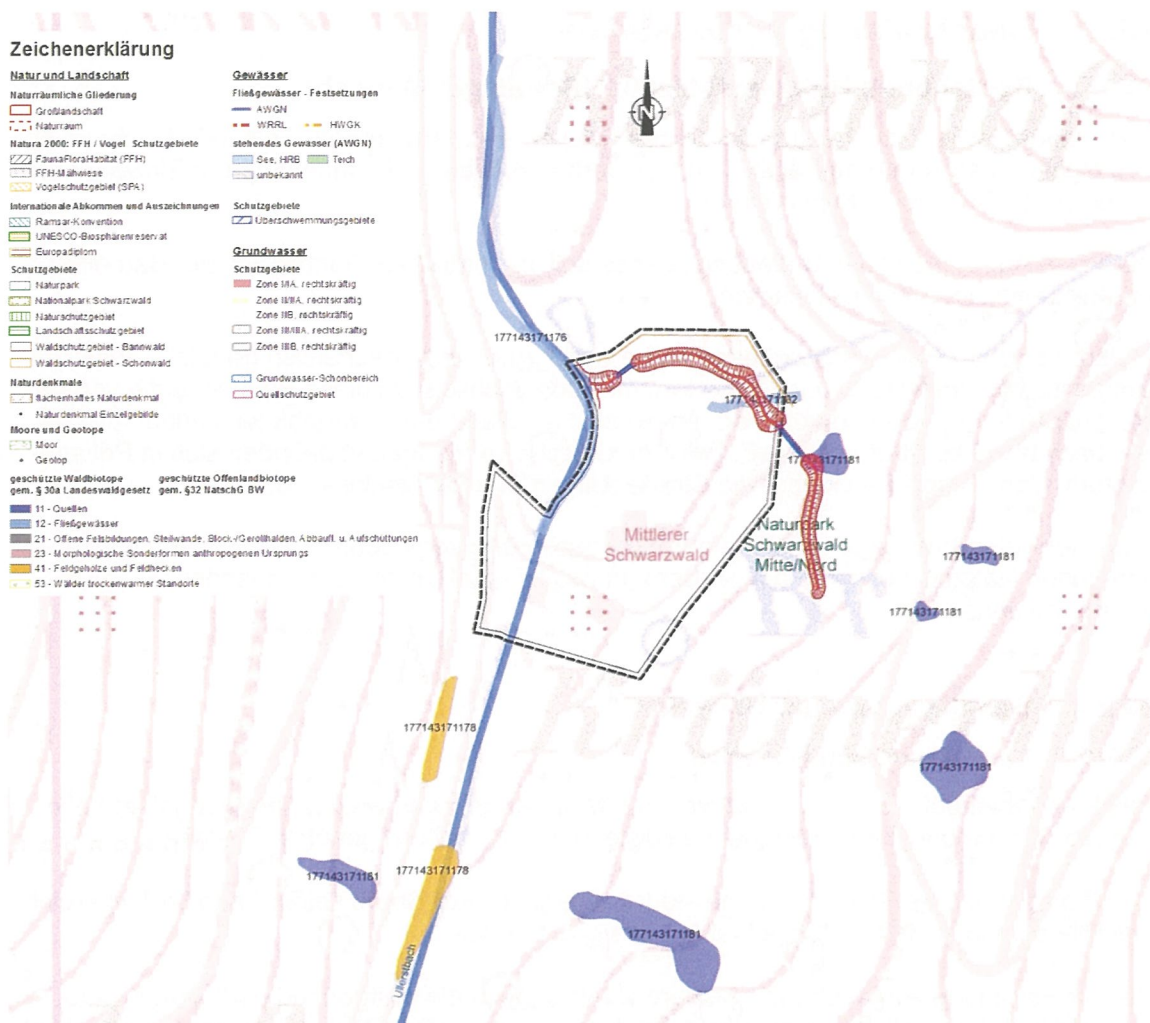 Zeichenerklärung
Natur und Landschaft
Naturräumliche Gliederung
Großlandschaft
Naturraum
Natura 2000: FFH / Vogel Schutzgebiete
FaunaFloraHabitat (FFH)
FFH-Mähwiese
Vogelschutzgebiet (SPA)
Internationale Abkommen und Auszeichnungen
Ramsar-Konvention
UNESCO-Biosphärenreservat
Europadiplom
Schutzgebiete
Naturpark
Nationalpark Schwarzwald
Naturschutzgebiet
Landschaftsschutzgebiet
Waldschutzgebiet - Bannwald
Waldschutzgebiet - Schonwald
Naturdenkmale
flächenhaftes Naturdenkmal
Naturdenkmal Einzelgebilde
Moore und Geotope
Moor
Geotop
geschützte Waldbiotope geschützte Offenlandbiotope
gem. § 30a Landeswaldgesetz gem. §32 NatschG BW
11 - Quellen
12 - Fließgewässer
21 - Offene Felsbildungen, Steilwände, Block-/Geröllhalden, Abbaufl. u. Aufschüttungen
23 - Morphologische Sonderformen anthropogenen Ursprungs
41 - Feldgehölze und Feldhecken
53 - Wälder trockenwarmer Standorte
Gewässer
Fließgewässer - Festsetzungen
AWGN
WRRL HWGK
stehendes Gewässer (AWGN)
See, HRB Teich
unbekannt
Schutzgebiete
Überschwemmungsgebiete
Grundwasser
Schutzgebiete
Zone I/IA, rechtskräftig
Zone II/IIA, rechtskräftig
Zone IIB, rechtskräftig
Zone III/IIIA, rechtskräftig
Zone IIIB, rechtskräftig
Grundwasser-Schonbereich
Quellschutzgebiet
N
Kellerhof
177143171176
177143171181
Mittlerer
Schwarzwald
Naturpark
Schwarzwald
Mitte/Nord
177143171181
177143171181
177143171178
177143171181
177143171178
177143171181
177143171181
Ullerstbach